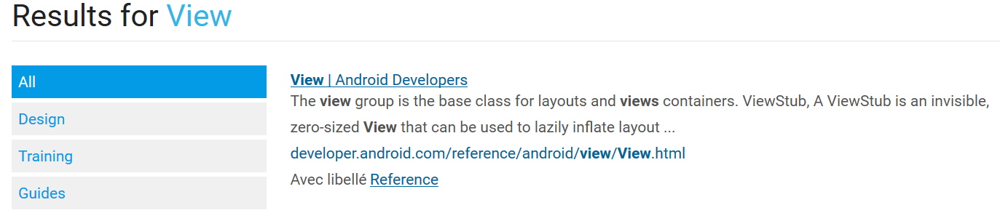 Results for View
All
Design
Training
Guides
View | Android Developers
The view group is the base class for layouts and views containers. ViewStub, A ViewStub is an invisible,
zero-sized View that can be used to lazily inflate layout ...
developer.android.com/reference/android/view/View.html
Avec libellé Reference